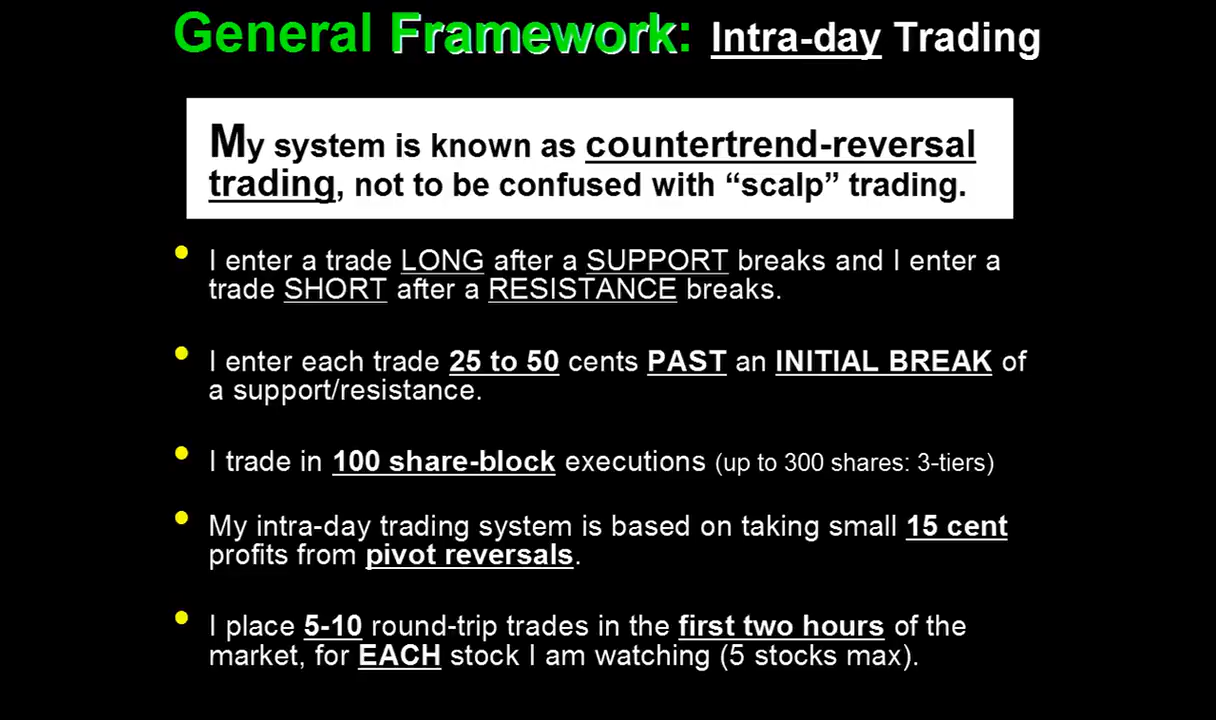 General Framework: Intra-day Trading
My system is known as countertrend-reversal
trading, not to be confused with “scalp” trading.
• I enter a trade LONG after a SUPPORT breaks and I enter a
trade SHORT after a RESISTANCE breaks.
• I enter each trade 25 to 50 cents PAST an INITIAL BREAK of
a support/resistance.
• I trade in 100 share-block executions (up to 300 shares: 3-tiers)
• My intra-day trading system is based on taking small 15 cent
profits from pivot reversals.
• I place 5-10 round-trip trades in the first two hours of the
market, for EACH stock I am watching (5 stocks max).